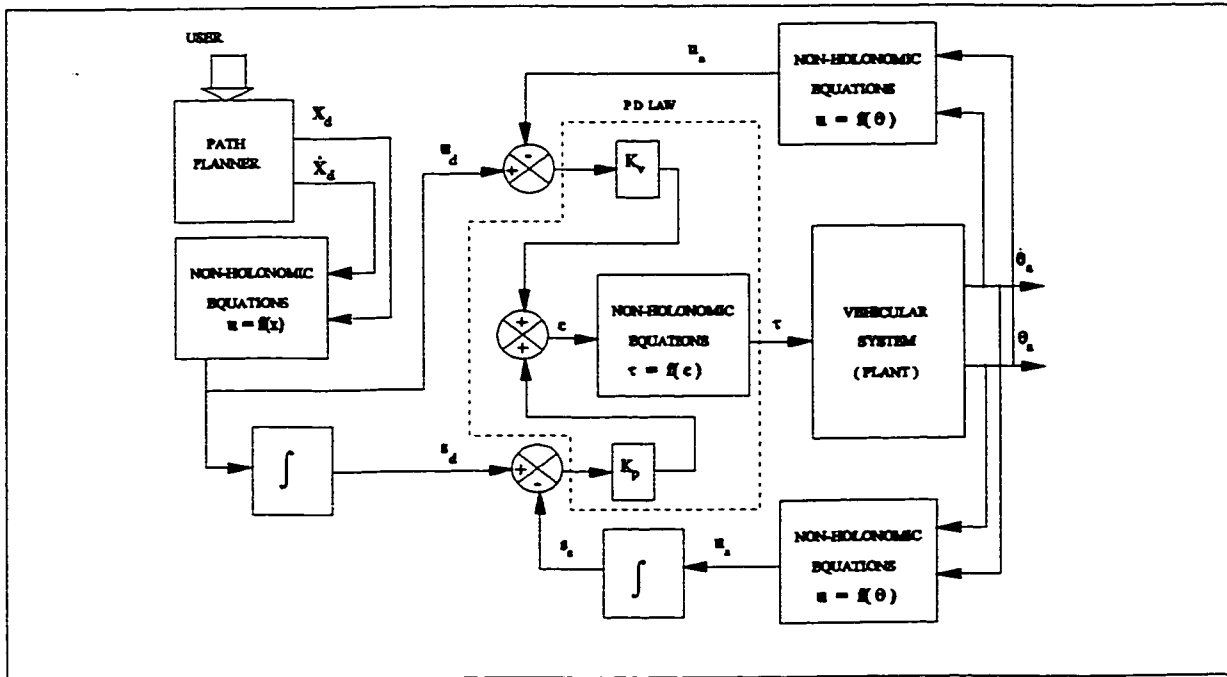 USER
PATH
PLANNER
X_d
Ẋ_d
NON-HOLONOMIC
EQUATIONS
u = f(x)
∫
u_d
s_d
+
-
u_a
P D LAW
K_v
+
+
e
NON-HOLONOMIC
EQUATIONS
τ = f( e )
τ
+
-
K_p
s_a
∫
u_a
NON-HOLONOMIC
EQUATIONS
u = f( θ )
VEHICULAR
SYSTEM
( PLANT )
θ̇_a
θ_a
NON-HOLONOMIC
EQUATIONS
u = f( θ )